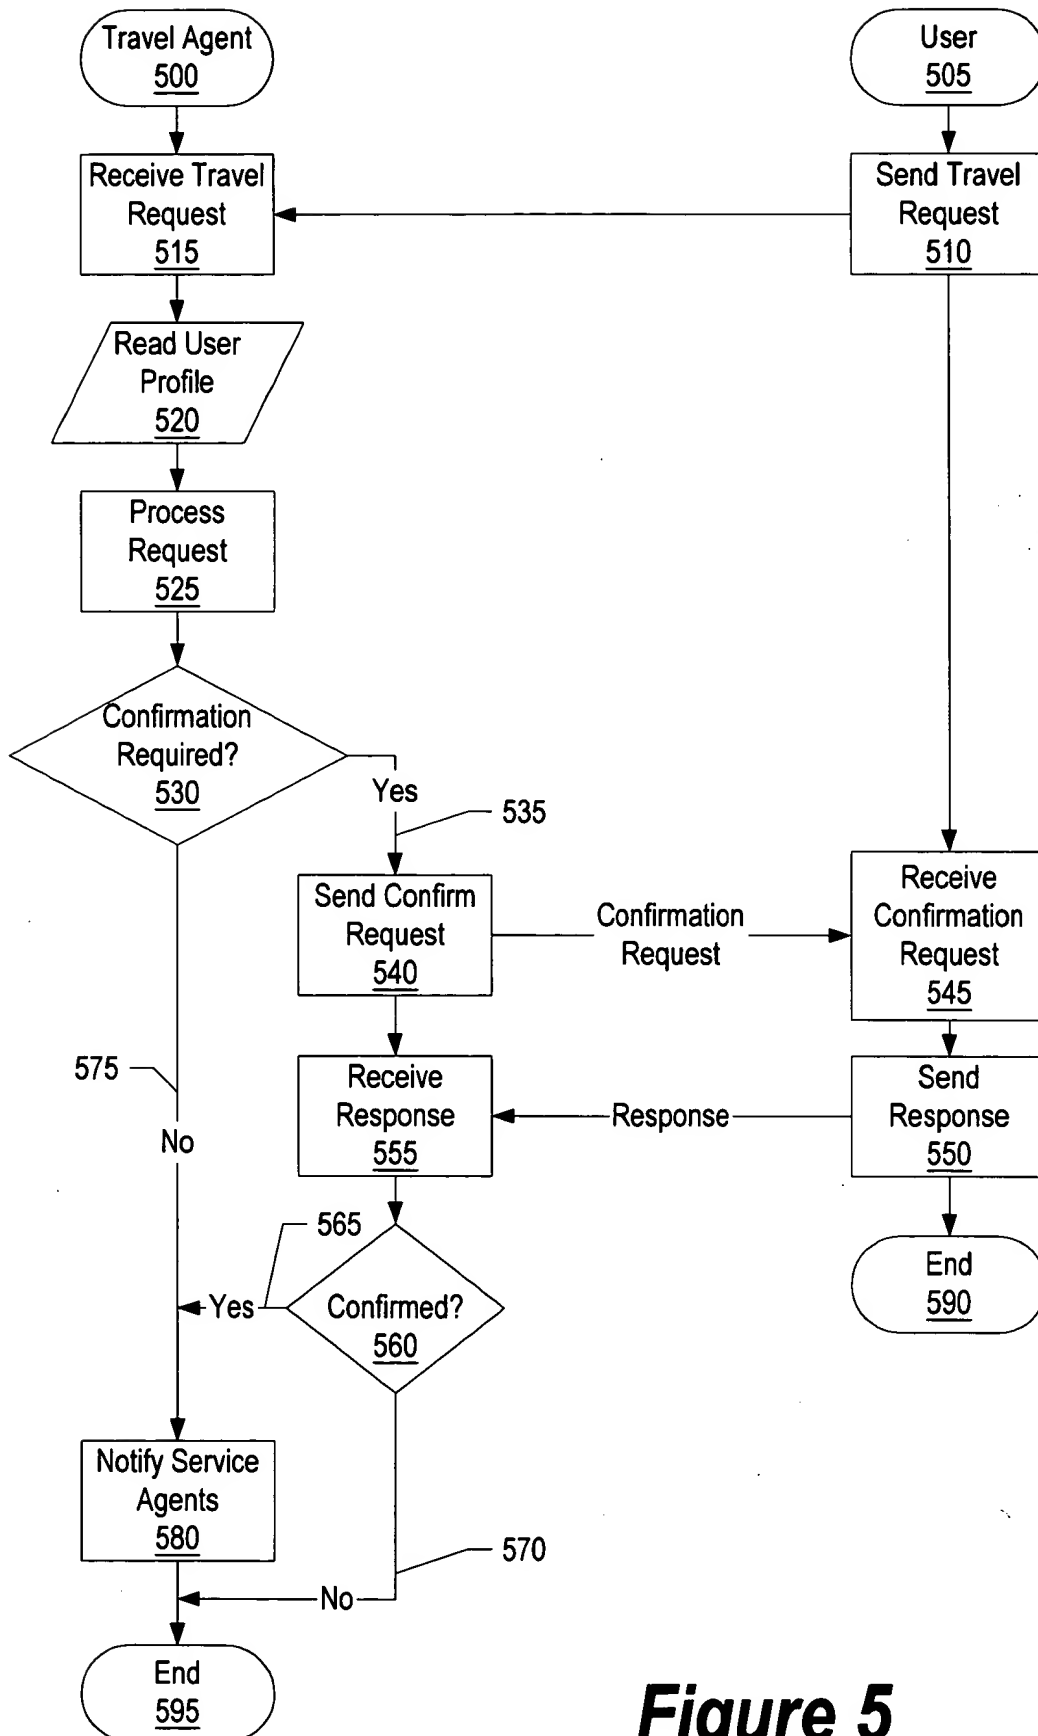 Travel Agent
500
User
505
Receive Travel
Request
515
Send Travel
Request
510
Read User
Profile
520
Process
Request
525
Confirmation
Required?
530
Yes
535
Send Confirm
Request
540
Confirmation
Request
Receive
Confirmation
Request
545
575
No
Receive
Response
555
Response
Send
Response
550
565
Yes
Confirmed?
560
End
590
Notify Service
Agents
580
570
No
End
595
Figure 5